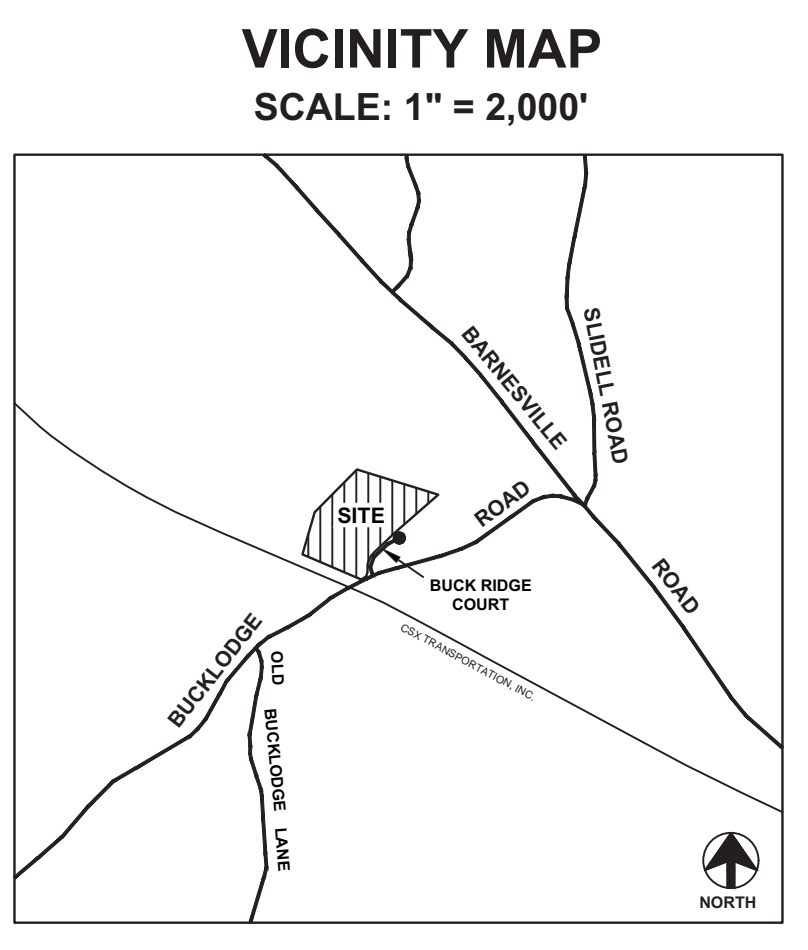 VICINITY MAP
SCALE: 1" = 2,000'
BARNESVILLE
SLIDELL ROAD
ROAD
SITE
ROAD
BUCK RIDGE
COURT
BUCKLODGE
CSX TRANSPORTATION, INC.
OLD BUCKLODGE LANE
NORTH